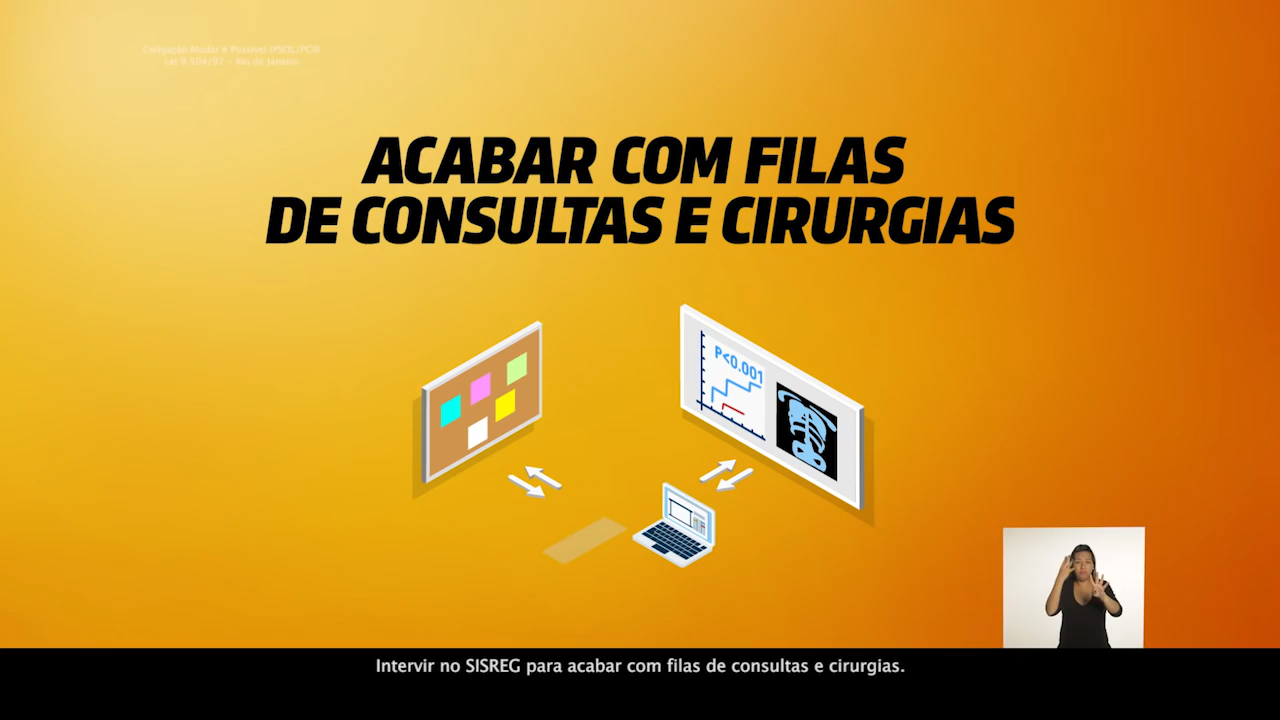 Coligação Mudar é Possível (PSOL/PCB)
Lei 9.504/97 - Rio de Janeiro
ACABAR COM FILAS
DE CONSULTAS E CIRURGIAS
P<0.001
Intervir no SISREG para acabar com filas de consultas e cirurgias.